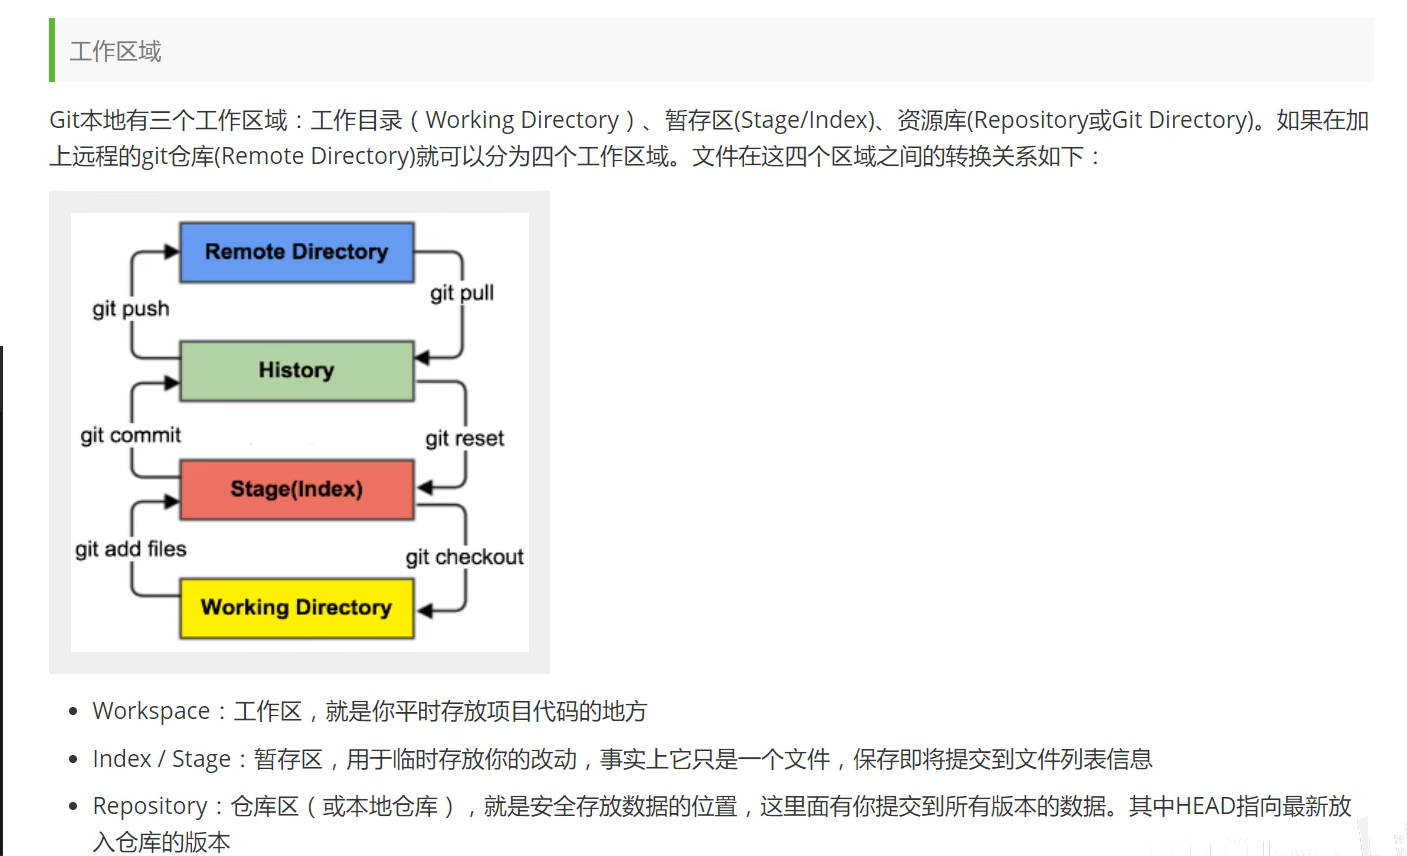 工作区域
Git本地有三个工作区域：工作目录（Working Directory）、暂存区(Stage/Index)、资源库(Repository或Git Directory)。如果在加
上远程的git仓库(Remote Directory)就可以分为四个工作区域。文件在这四个区域之间的转换关系如下：
Remote Directory
git pull
git push
History
git commit
git reset
Stage(Index)
git add files
git checkout
Working Directory
• Workspace：工作区，就是你平时存放项目代码的地方
• Index / Stage：暂存区，用于临时存放你的改动，事实上它只是一个文件，保存即将提交到文件列表信息
• Repository：仓库区（或本地仓库），就是安全存放数据的位置，这里面有你提交到所有版本的数据。其中HEAD指向最新放
入仓库的版本